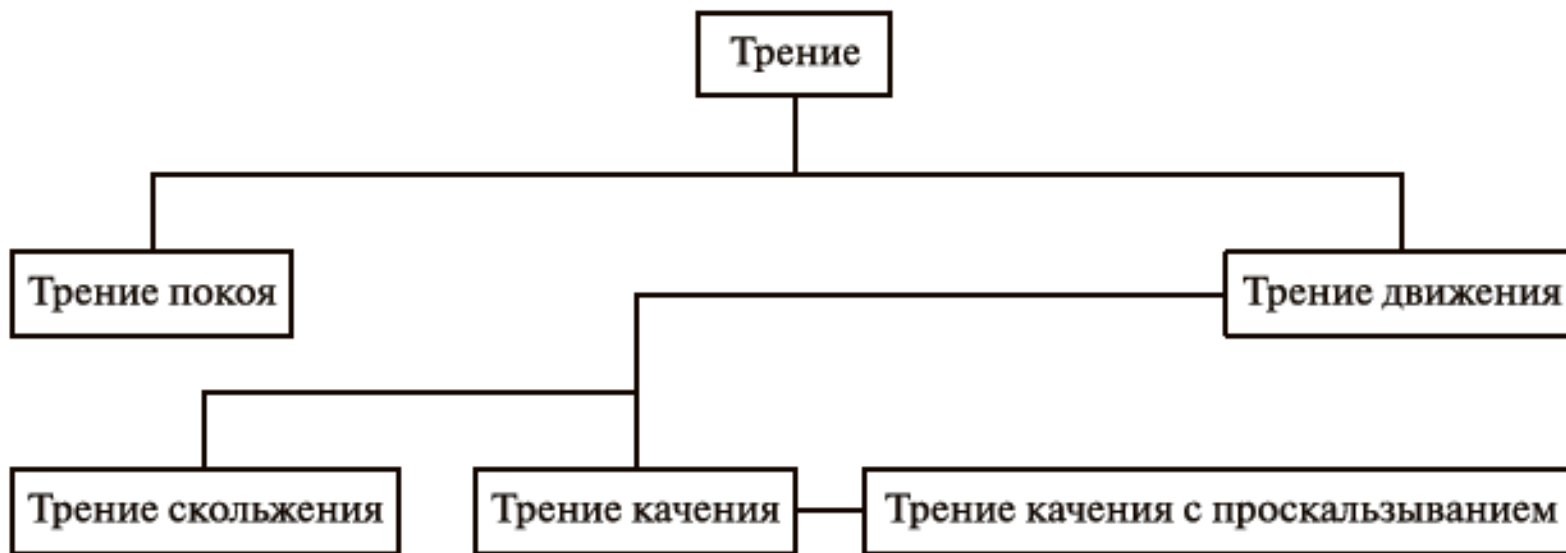 Трение
Трение покоя
Трение движения
Трение скольжения
Трение качения
Трение качения с проскальзыванием